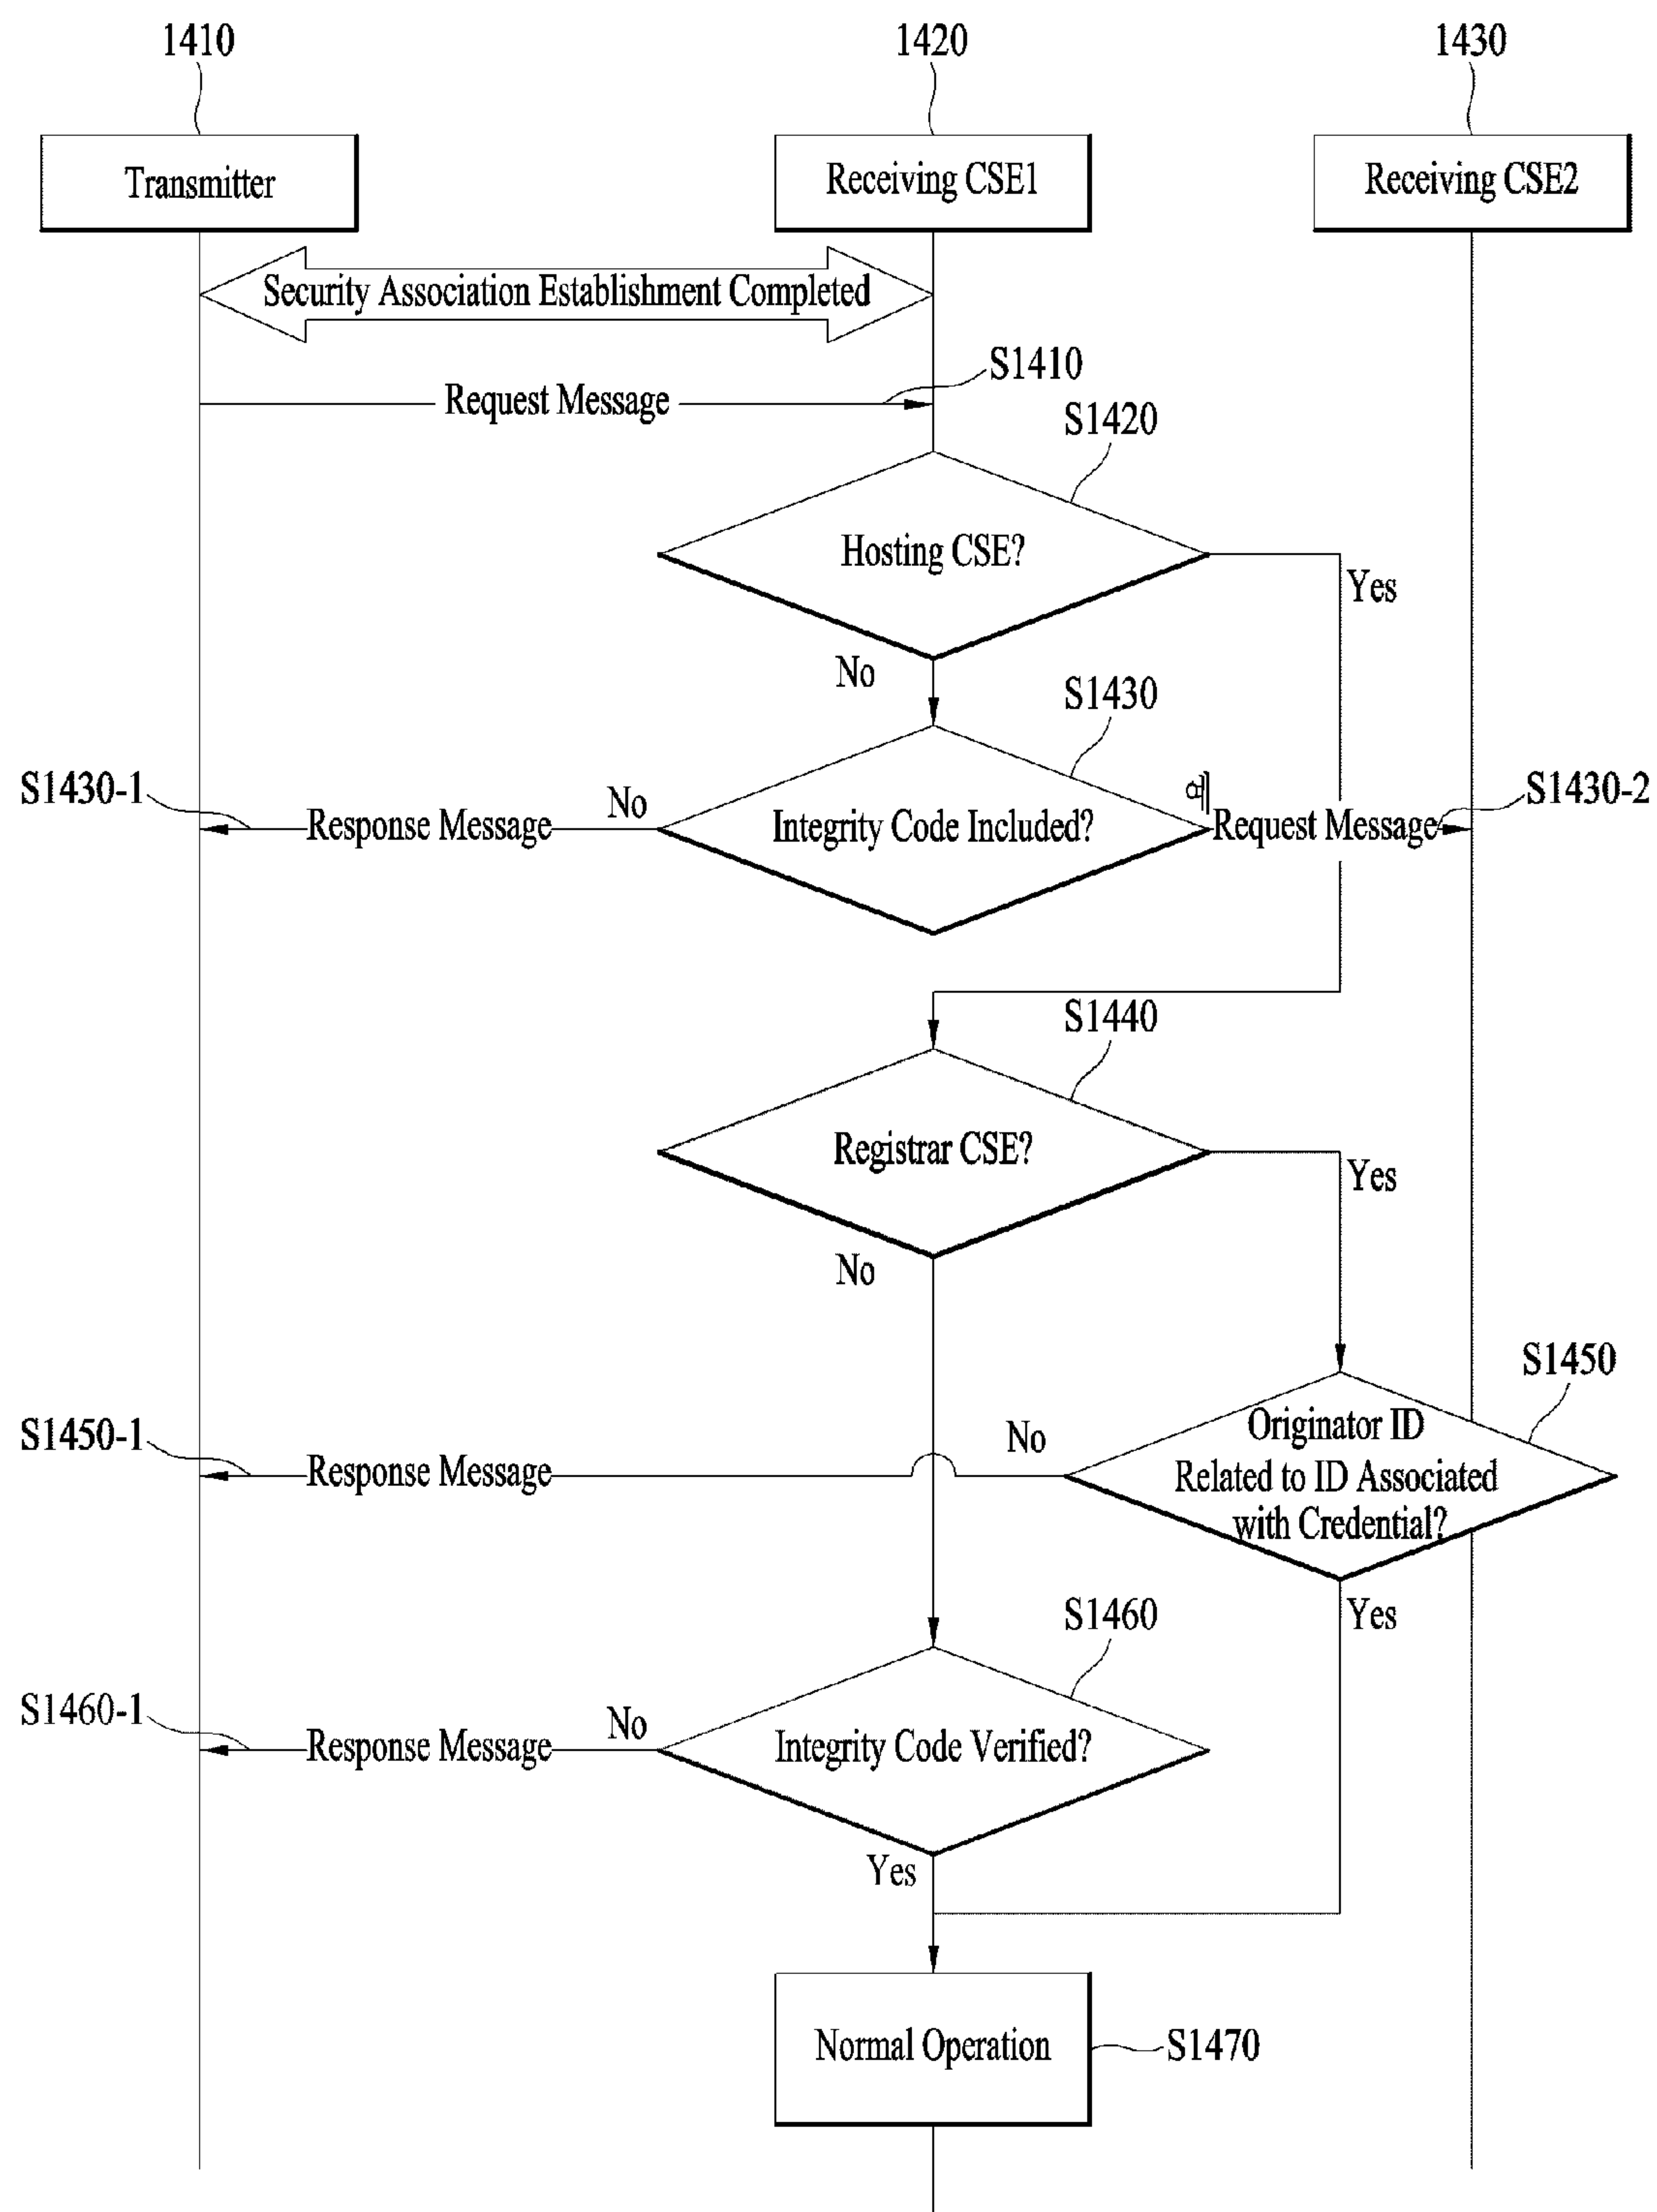 1410
1420
1430
Transmitter
Receiving CSE1
Receiving CSE2
Security Association Establishment Completed
S1410
Request Message
S1420
Hosting CSE?
Yes
No
S1430
S1430-1
No
Response Message
Integrity Code Included?
예
Request Message
S1430-2
S1440
Registrar CSE?
Yes
No
S1450
S1450-1
No
Response Message
Originator ID
Related to ID Associated
with Credential?
Yes
S1460
S1460-1
No
Response Message
Integrity Code Verified?
Yes
Normal Operation
S1470